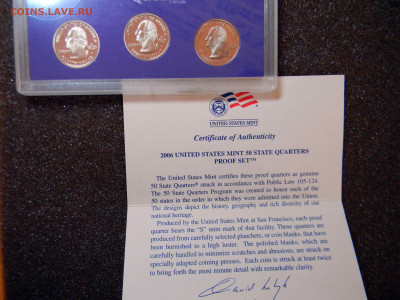 COINS.ЛАVE.РУ
UNITED STATES MINT
Certificate of Authenticity
2006 UNITED STATES MINT 50 STATE QUARTERS
PROOF SET™
The United States Mint certifies these proof quarters as genuine
50 State Quarters® struck in accordance with Public Law 105-124.
The 50 State Quarters Program was created to honor each of the
50 states in the order in which they were admitted into the Union.
The designs depict the history, geography and rich diversity of our
national heritage.
Produced by the United States Mint at San Francisco, each proof
quarter bears the "S" mint mark of that facility. These quarters are
produced from carefully selected planchets, or coin blanks, that have
been burnished to a high luster. The polished blanks, which are
carefully handled to minimize scratches and abrasions, are struck on
specially adapted coining presses. Each coin is struck at least twice
to bring forth the most minute detail with remarkable clarity.